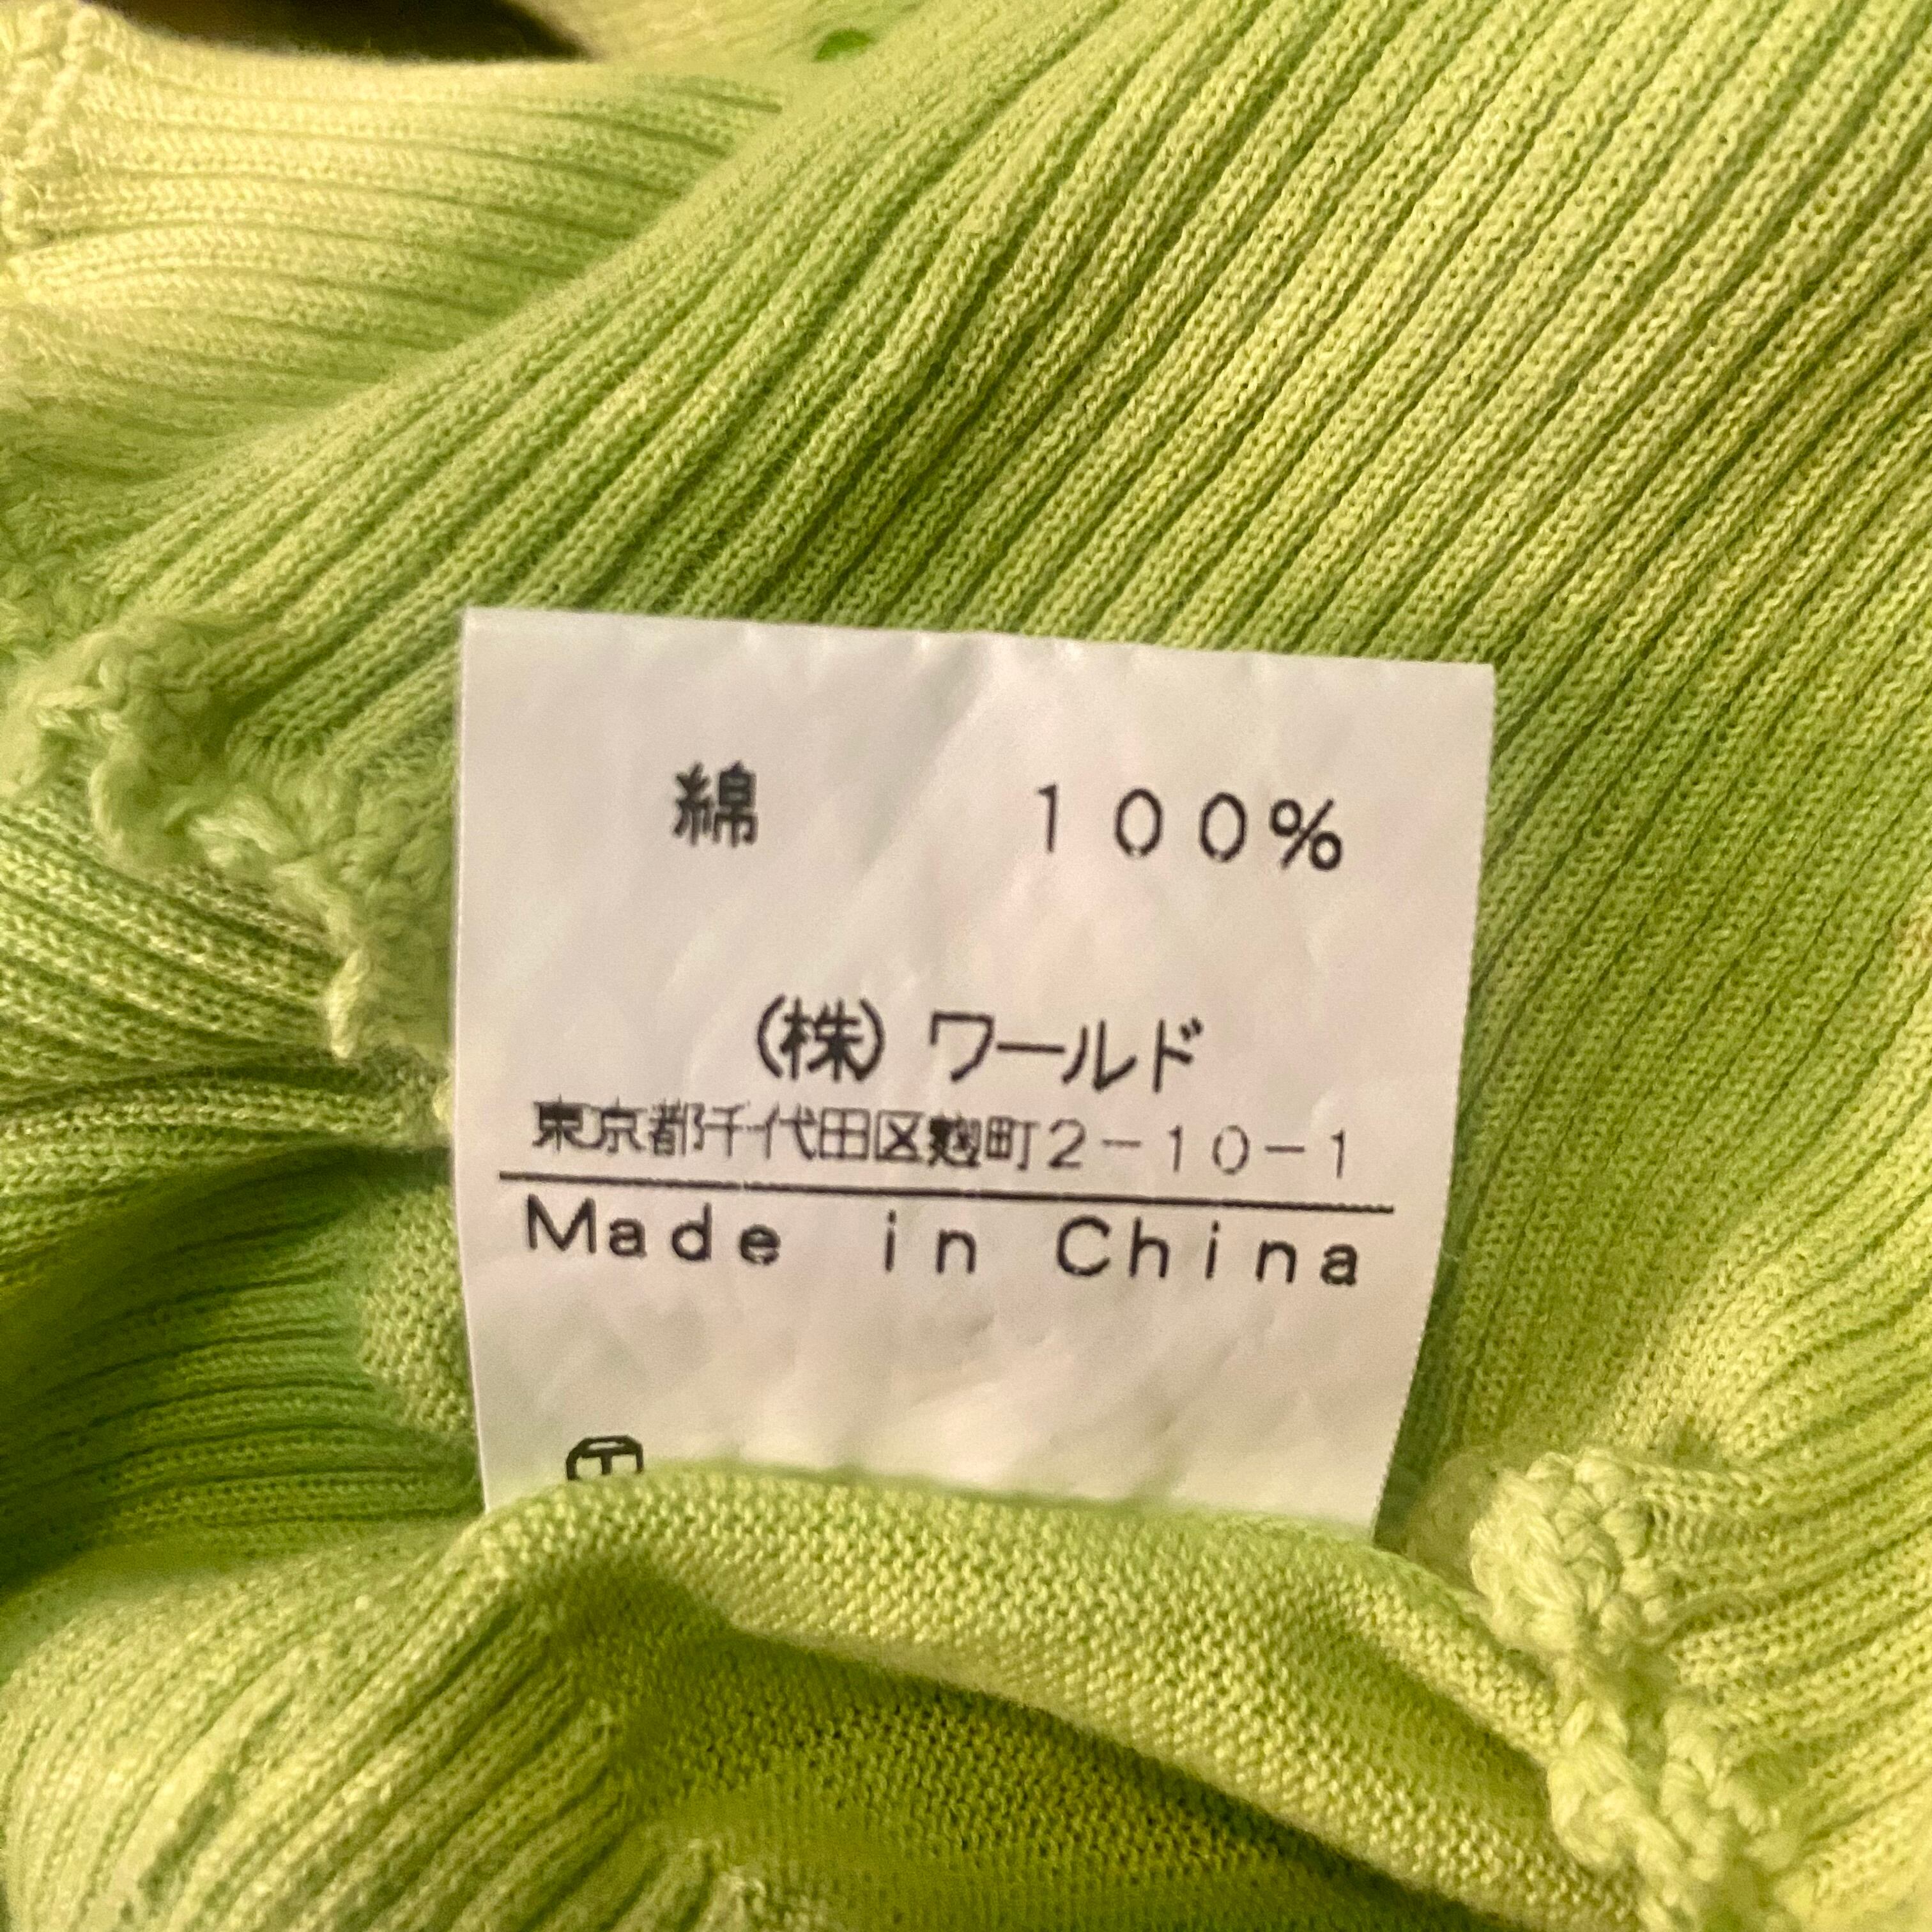 綿 100%
(株)ワールド
東京都千代田区麹町2-10-1
Made in China